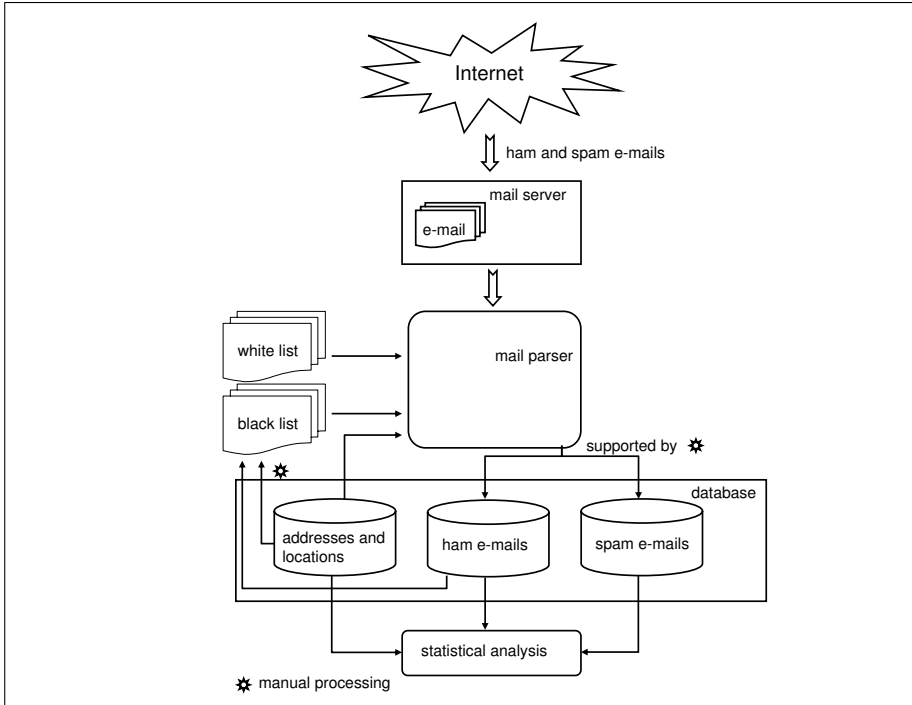 Internet
ham and spam e-mails
mail server
e-mail
mail parser
white list
black list
supported by
database
addresses and
locations
ham e-mails
spam e-mails
statistical analysis
manual processing